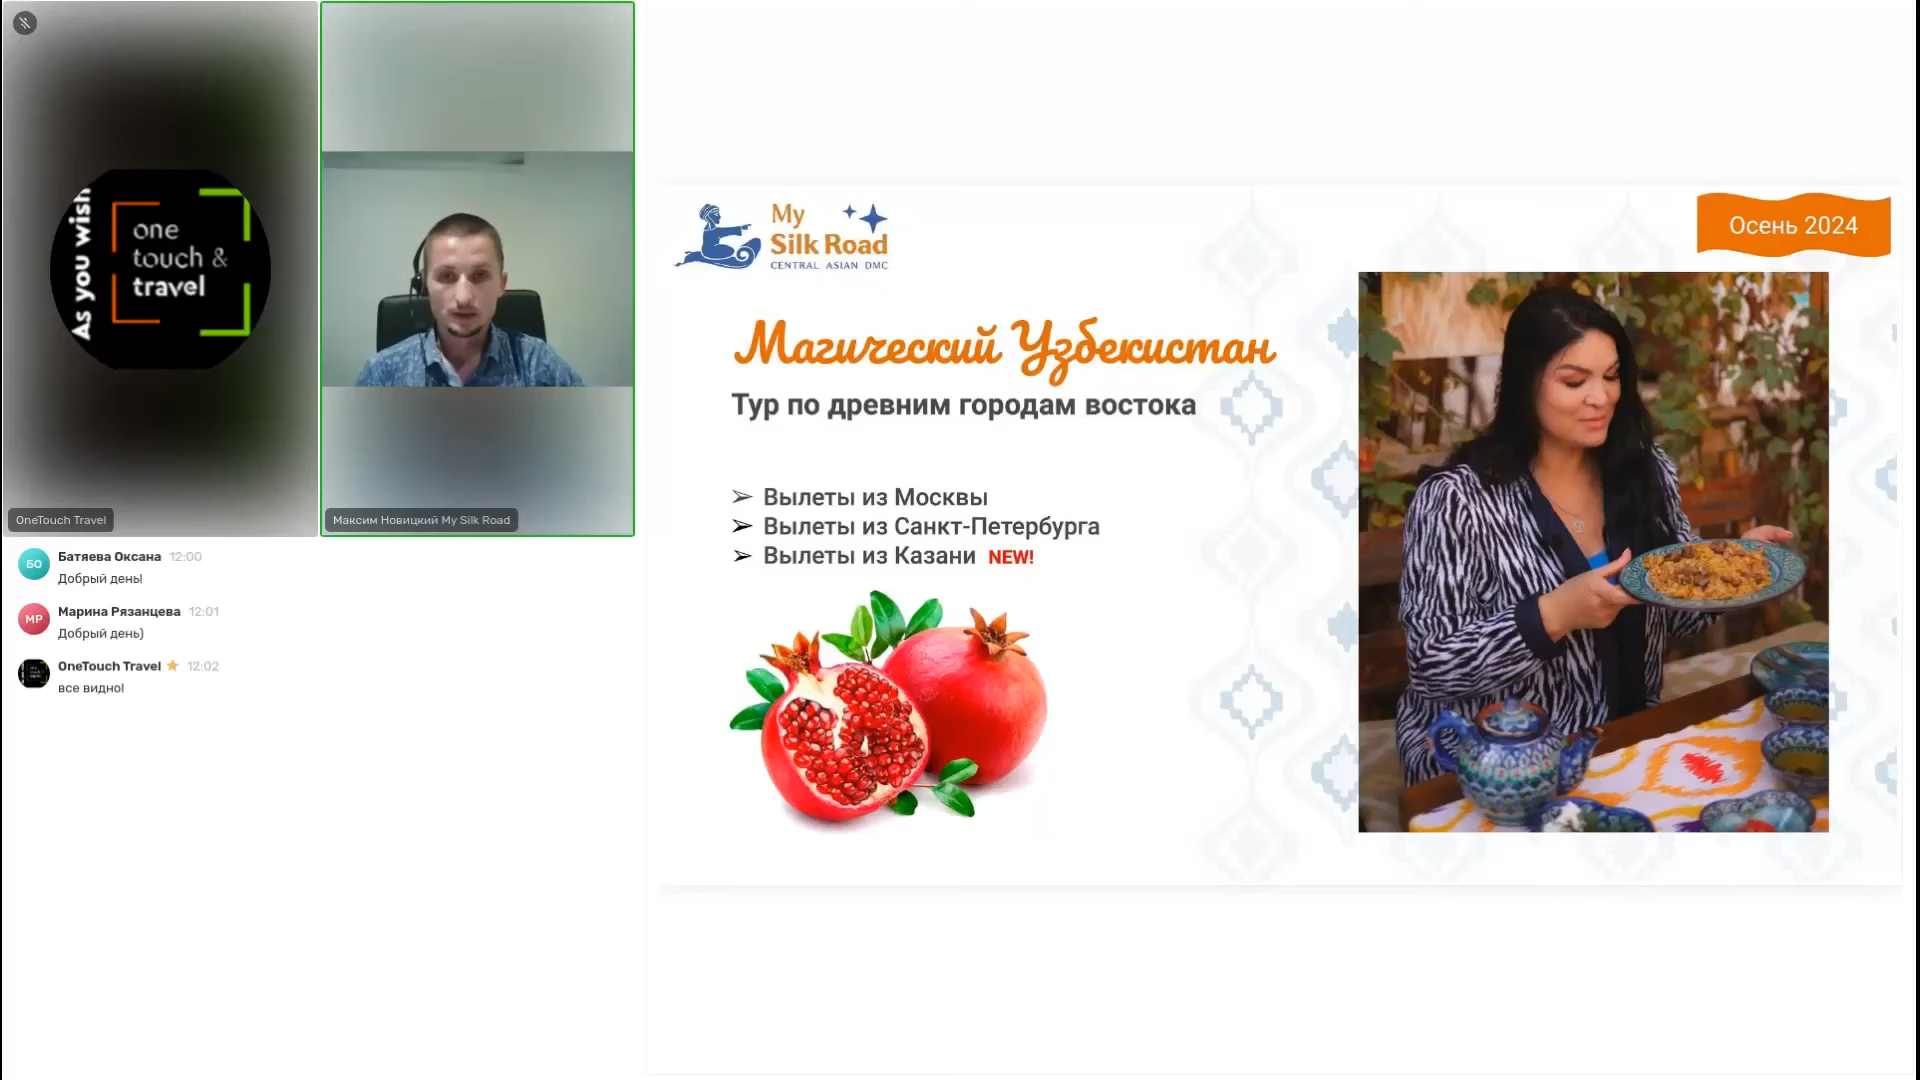 As you wish
one
touch &
travel
OneTouch Travel
Максим Новицкий My Silk Road
БО
Батяева Оксана 12:00
Добрый день!
МР
Марина Рязанцева 12:01
Добрый день)
OneTouch Travel 12:02
все видно!
My
Silk Road
CENTRAL ASIAN DMC
Осень 2024
Магический Узбекистан
Тур по древним городам востока
➢ Вылеты из Москвы
➢ Вылеты из Санкт-Петербурга
➢ Вылеты из Казани NEW!